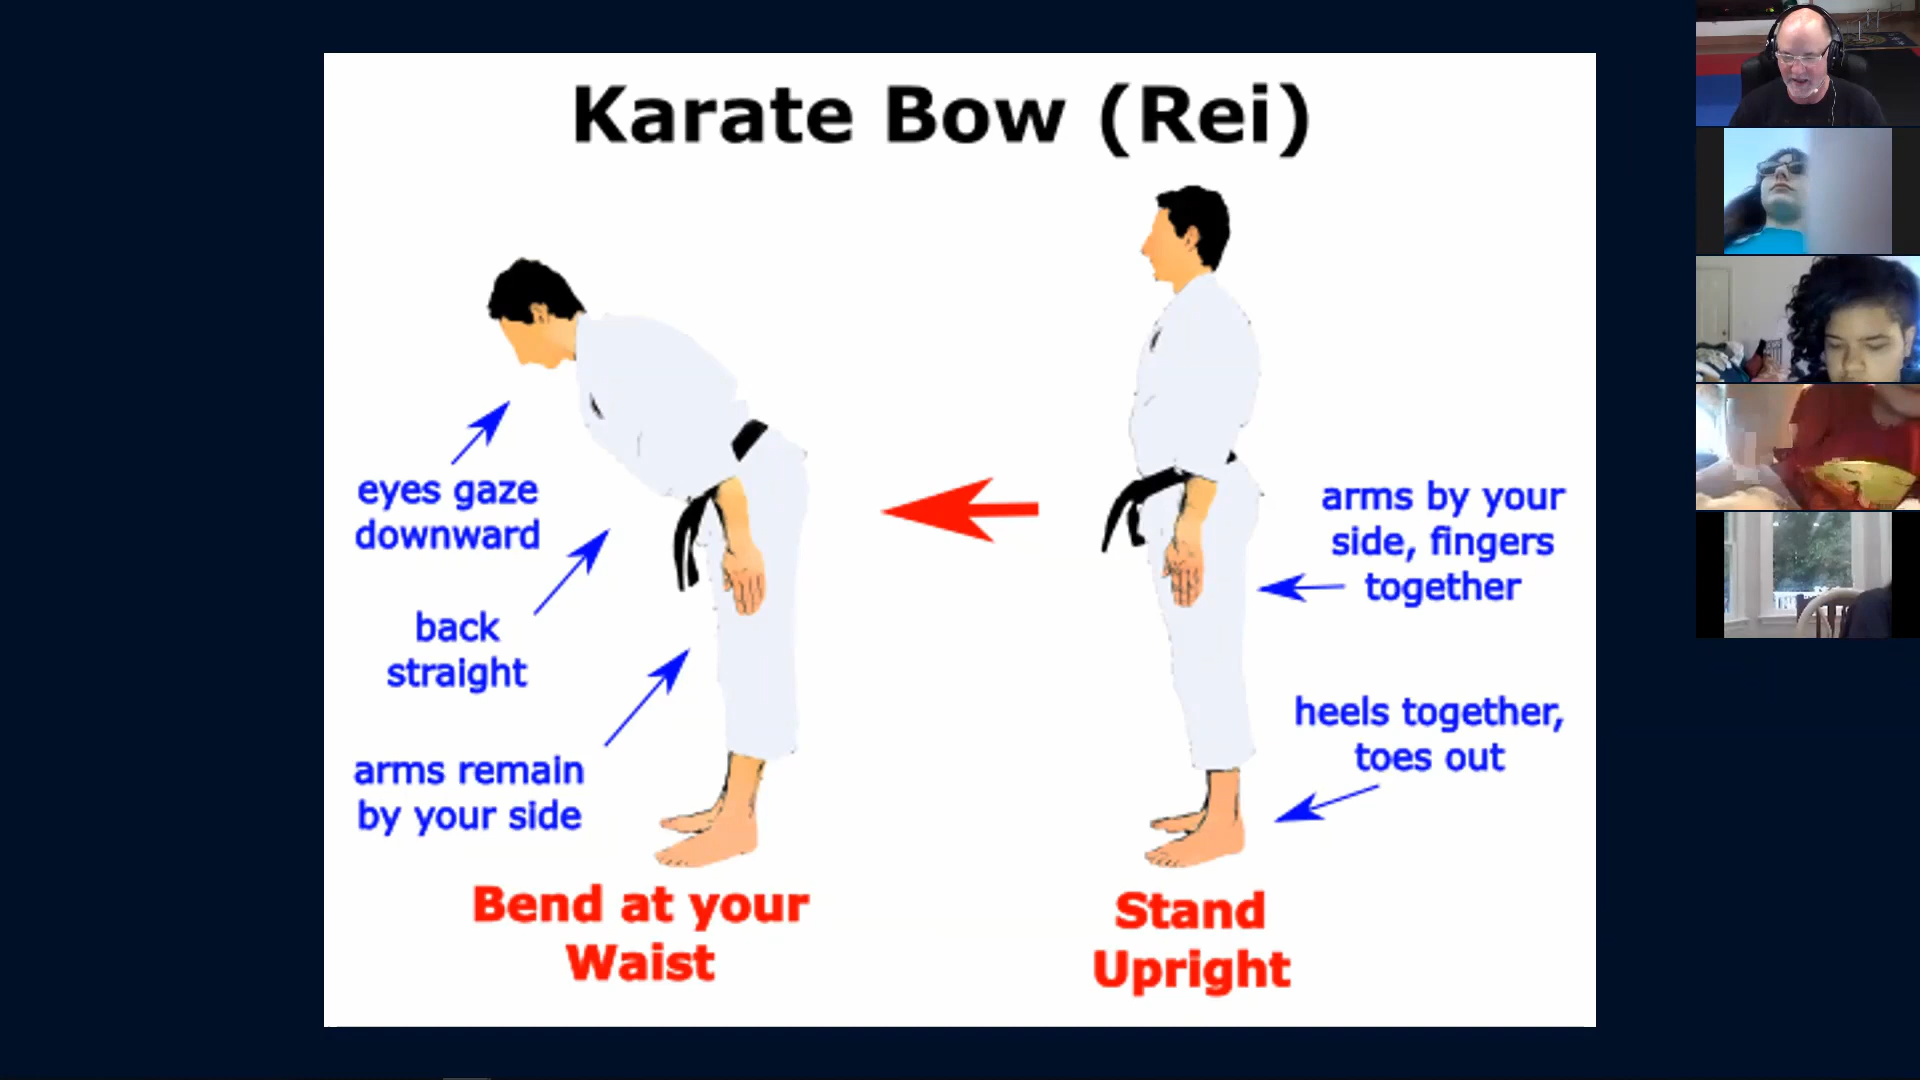 Karate Bow (Rei)
eyes gaze
downward
back
straight
arms remain
by your side
Bend at your
Waist
arms by your
side, fingers
together
heels together,
toes out
Stand
Upright